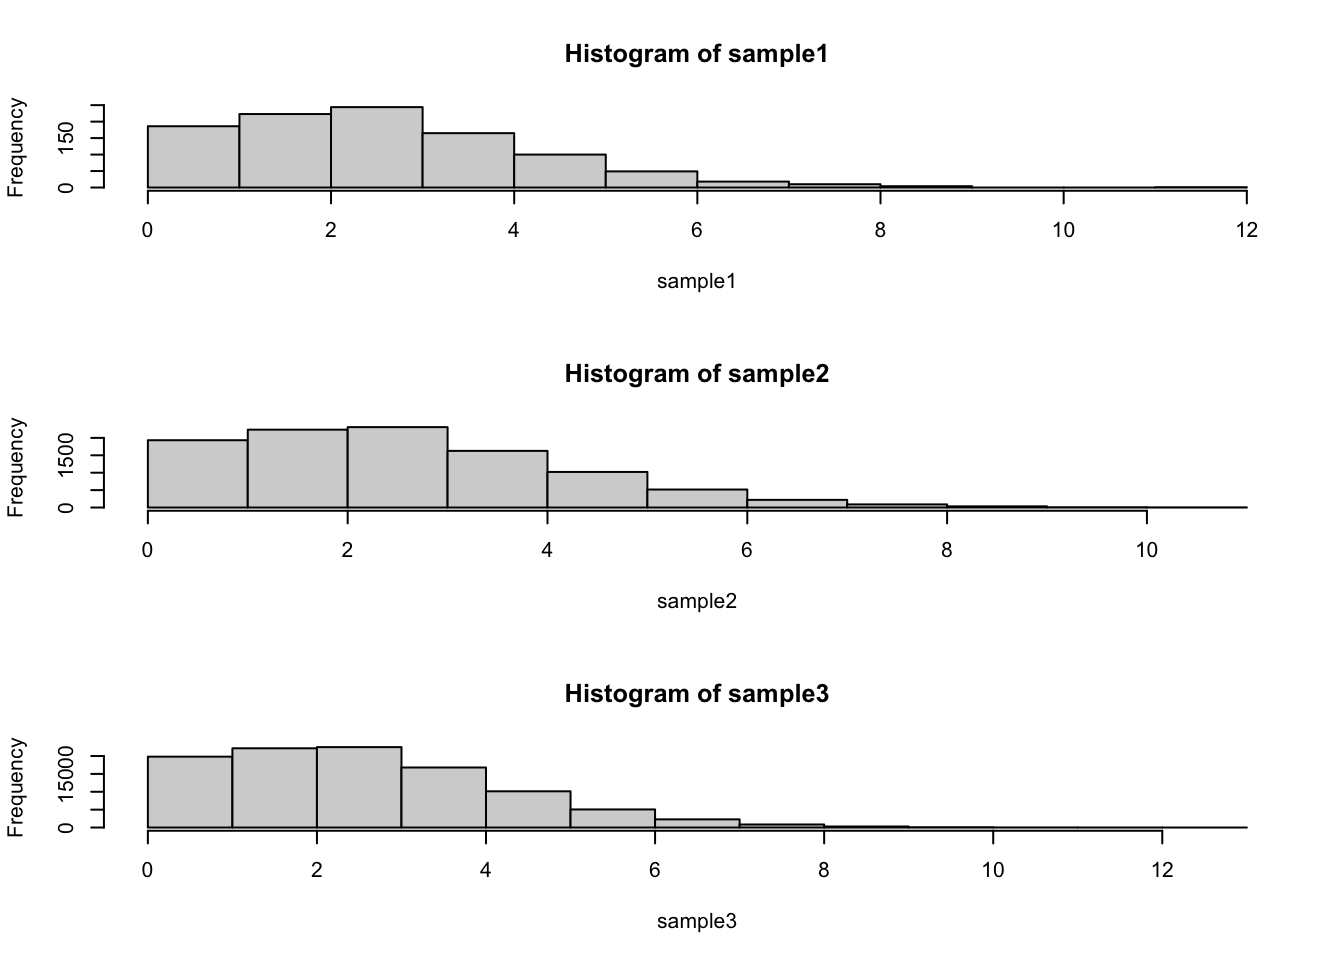 Histogram of sample1
Frequency
150
0
0 2 4 6 8 10 12
sample1
Histogram of sample2
Frequency
1500
0
0 2 4 6 8 10
sample2
Histogram of sample3
Frequency
15000
0
0 2 4 6 8 10 12
sample3